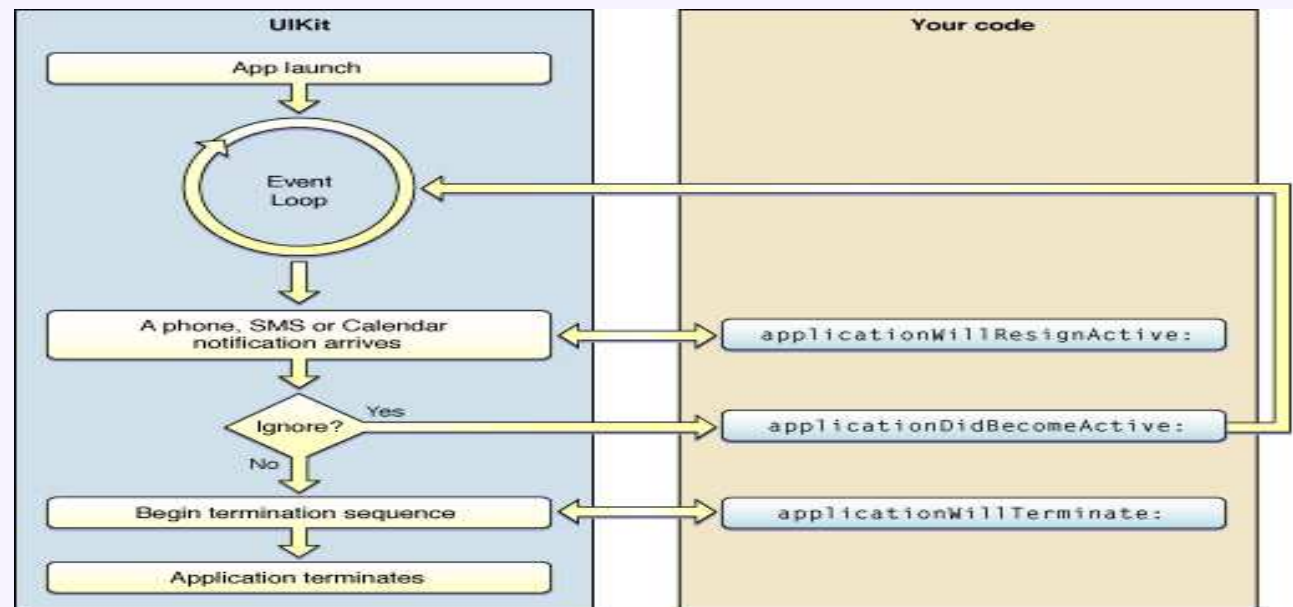 UIKit
Your code
App launch
Event
Loop
A phone, SMS or Calendar
notification arrives
applicationWillResignActive:
Ignore?
Yes
applicationDidBecomeActive:
No
Begin termination sequence
applicationWillTerminate:
Application terminates